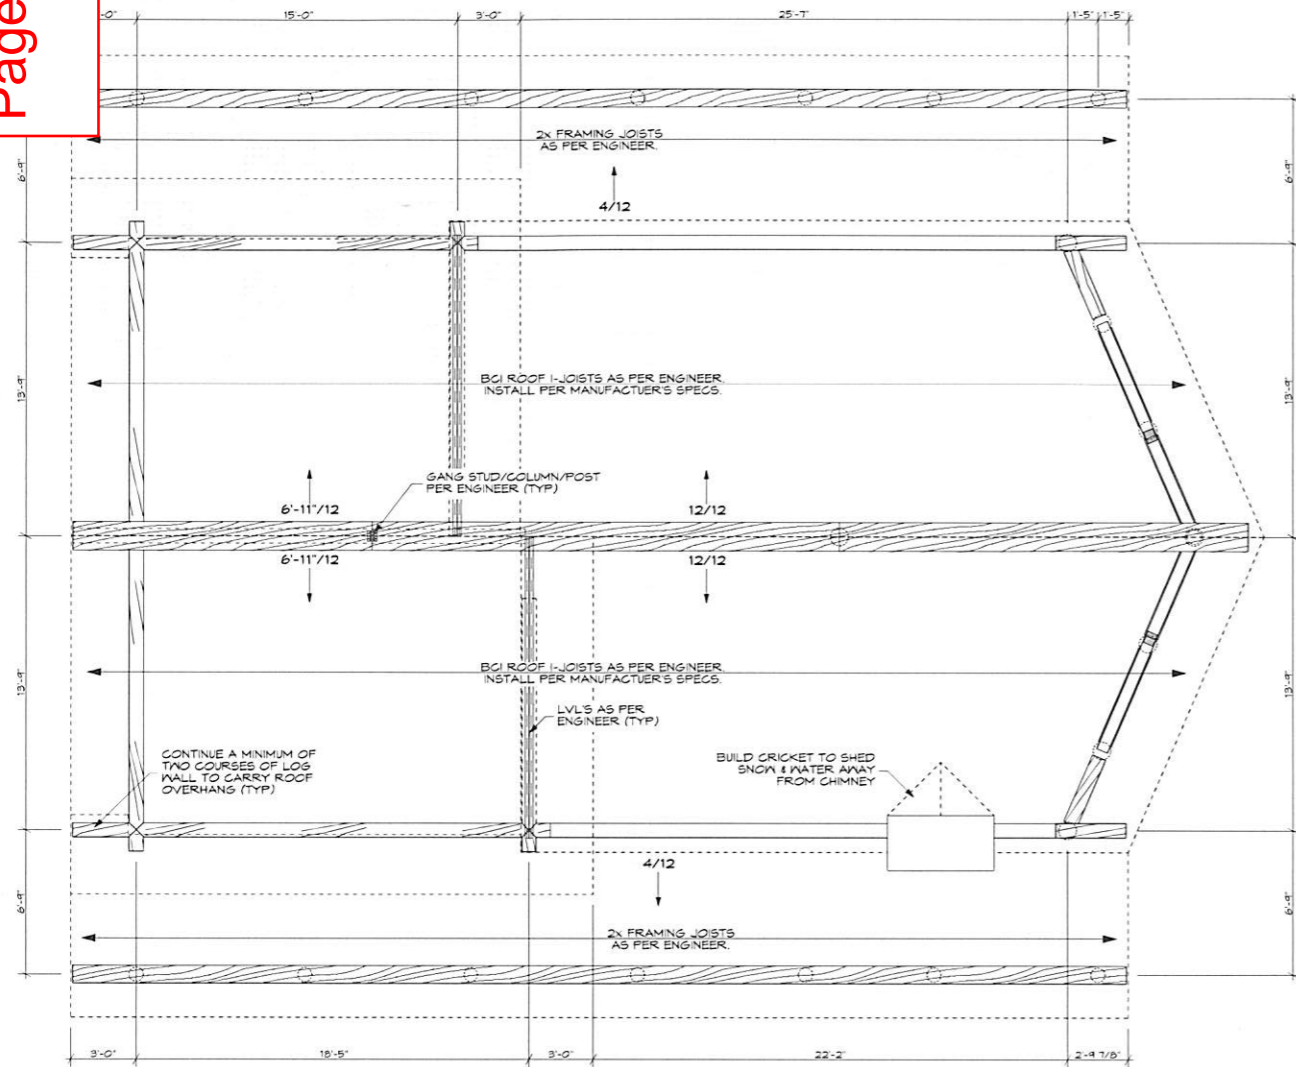 Page
-0"
15'-0"
3'-0"
25'-7"
1'-5"
1'-5"
2x FRAMING JOISTS
AS PER ENGINEER.
6'-9"
6'-9"
4/12
13'-9"
BCI ROOF I-JOISTS AS PER ENGINEER.
INSTALL PER MANUFACTUER'S SPECS.
13'-9"
GANG STUD/COLUMN/POST
PER ENGINEER (TYP)
6'-11"/12
12/12
6'-11"/12
12/12
13'-9"
BCI ROOF I-JOISTS AS PER ENGINEER.
INSTALL PER MANUFACTUER'S SPECS.
13'-9"
LVL'S AS PER
ENGINEER (TYP)
CONTINUE A MINIMUM OF
TWO COURSES OF LOG
WALL TO CARRY ROOF
OVERHANG (TYP)
BUILD CRICKET TO SHED
SNOW & WATER AWAY
FROM CHIMNEY
4/12
6'-9"
6'-9"
2x FRAMING JOISTS
AS PER ENGINEER.
3'-0"
18'-5"
3'-0"
22'-2"
2'-9 7/8"